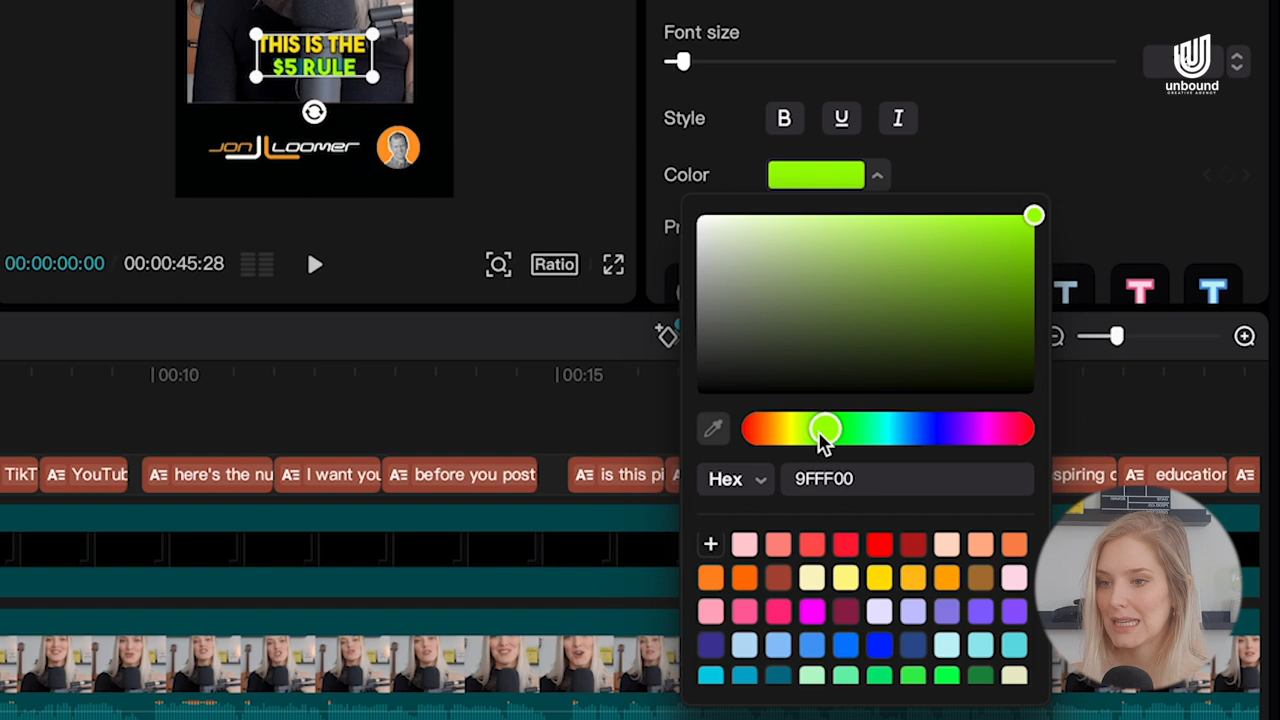 THIS IS THE
$5 RULE
JON LOOMER
00:00:00:00
00:00:45:28
Ratio
Font size
unbound
CREATIVE AGENCY
Style
B U I
Color
Pr
T T T
00:10
00:15
Hex
9FFF00
TikT
YouTub
here's the nu
I want you
before you post
is this pi
spiring c
education